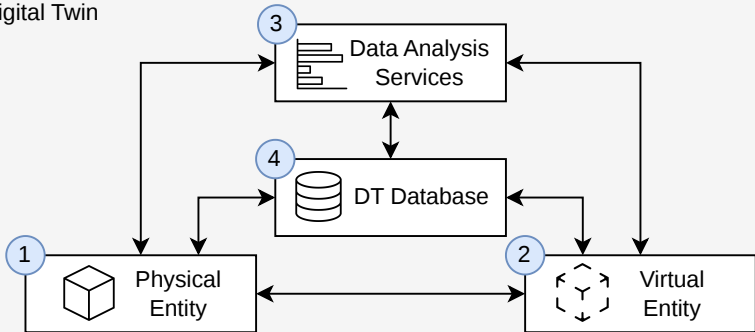 igital Twin
3
Data Analysis
Services
4
DT Database
1
Physical
Entity
2
Virtual
Entity